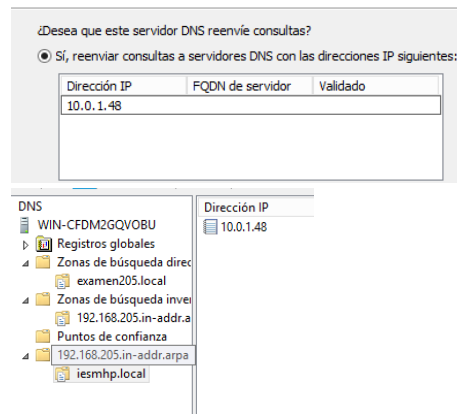 ¿Desea que este servidor DNS reenvíe consultas?
Sí, reenviar consultas a servidores DNS con las direcciones IP siguientes:
Dirección IP FQDN de servidor Validado
10.0.1.48
DNS
WIN-CFDM2GQVOBU
Registros globales
Zonas de búsqueda direc
examen205.local
Zonas de búsqueda inver
192.168.205.in-addr.a
Puntos de confianza
192.168.205.in-addr.arpa
iesmhp.local
Dirección IP
10.0.1.48